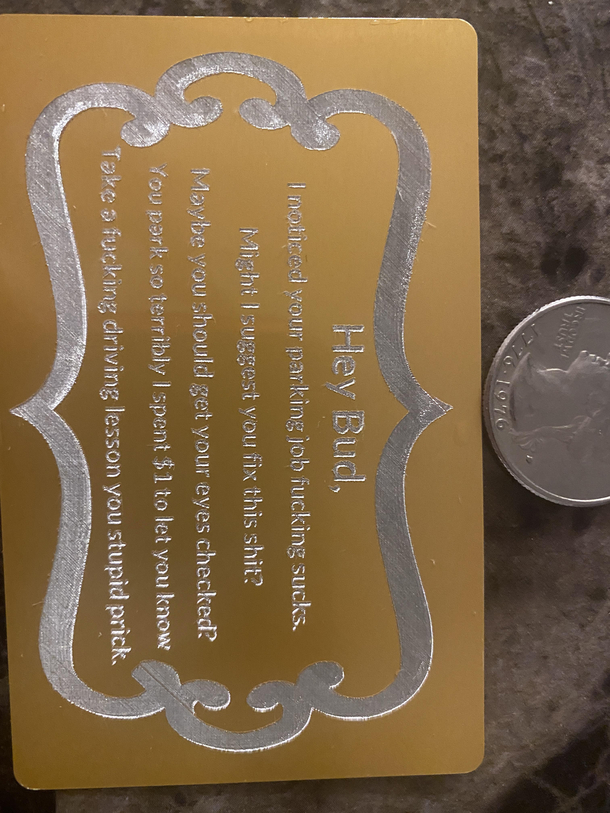 Hey Bud,
I noticed your parking job fucking sucks.
Might I suggest you fix this shit?
Maybe you should get your eyes checked?
You park so terribly I spent $1 to let you know
Take a fucking driving lesson you stupid prick.
1776-1976